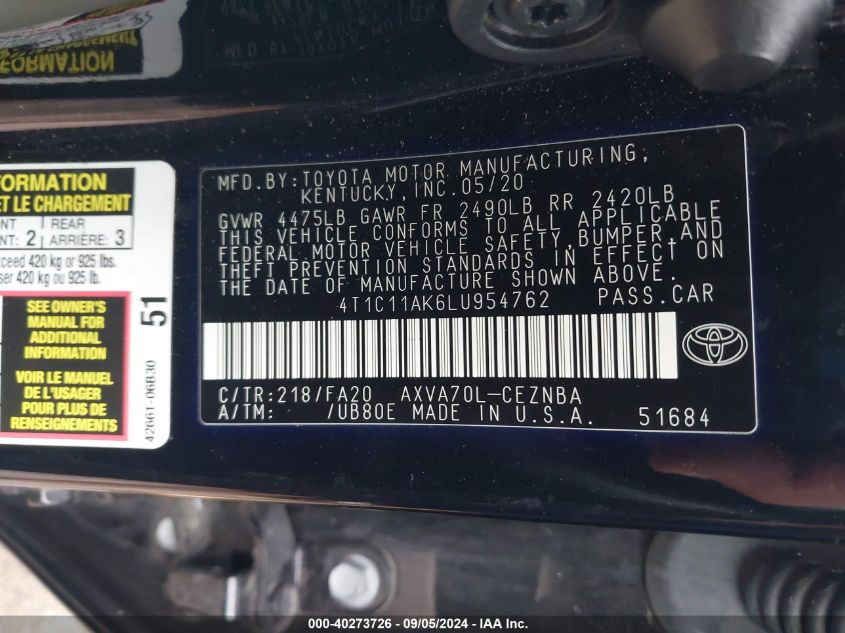 FORMATION
ET LE CHARGEMENT
REAR
2 ARRIÈRE: 3
exceed 420 kg or 925 lbs.
ser 420 kg ou 925 lb.
SEE OWNER'S
MANUAL FOR
ADDITIONAL
INFORMATION
VOIR LE MANUEL
DE L'USAGER
POUR PLUS DE
RENSEIGNEMENTS
51
42661-06B30
MFD.BY:TOYOTA MOTOR MANUFACTURING,
KENTUCKY, INC.05/20
GVWR 4475LB GAWR FR 2490LB RR 2420LB
THIS VEHICLE CONFORMS TO ALL APPLICABLE
FEDERAL MOTOR VEHICLE SAFETY,BUMPER,AND
THEFT PREVENTION STANDARDS IN EFFECT ON
THE DATE OF MANUFACTURE SHOWN ABOVE.
4T1C11AK6LU954762 PASS.CAR
C/TR:218/FA20 AXVA70L-CEZNBA
A/TM: /UB80E MADE IN U.S.A. 51684
000-40273726 - 09/05/2024 - IAA Inc.